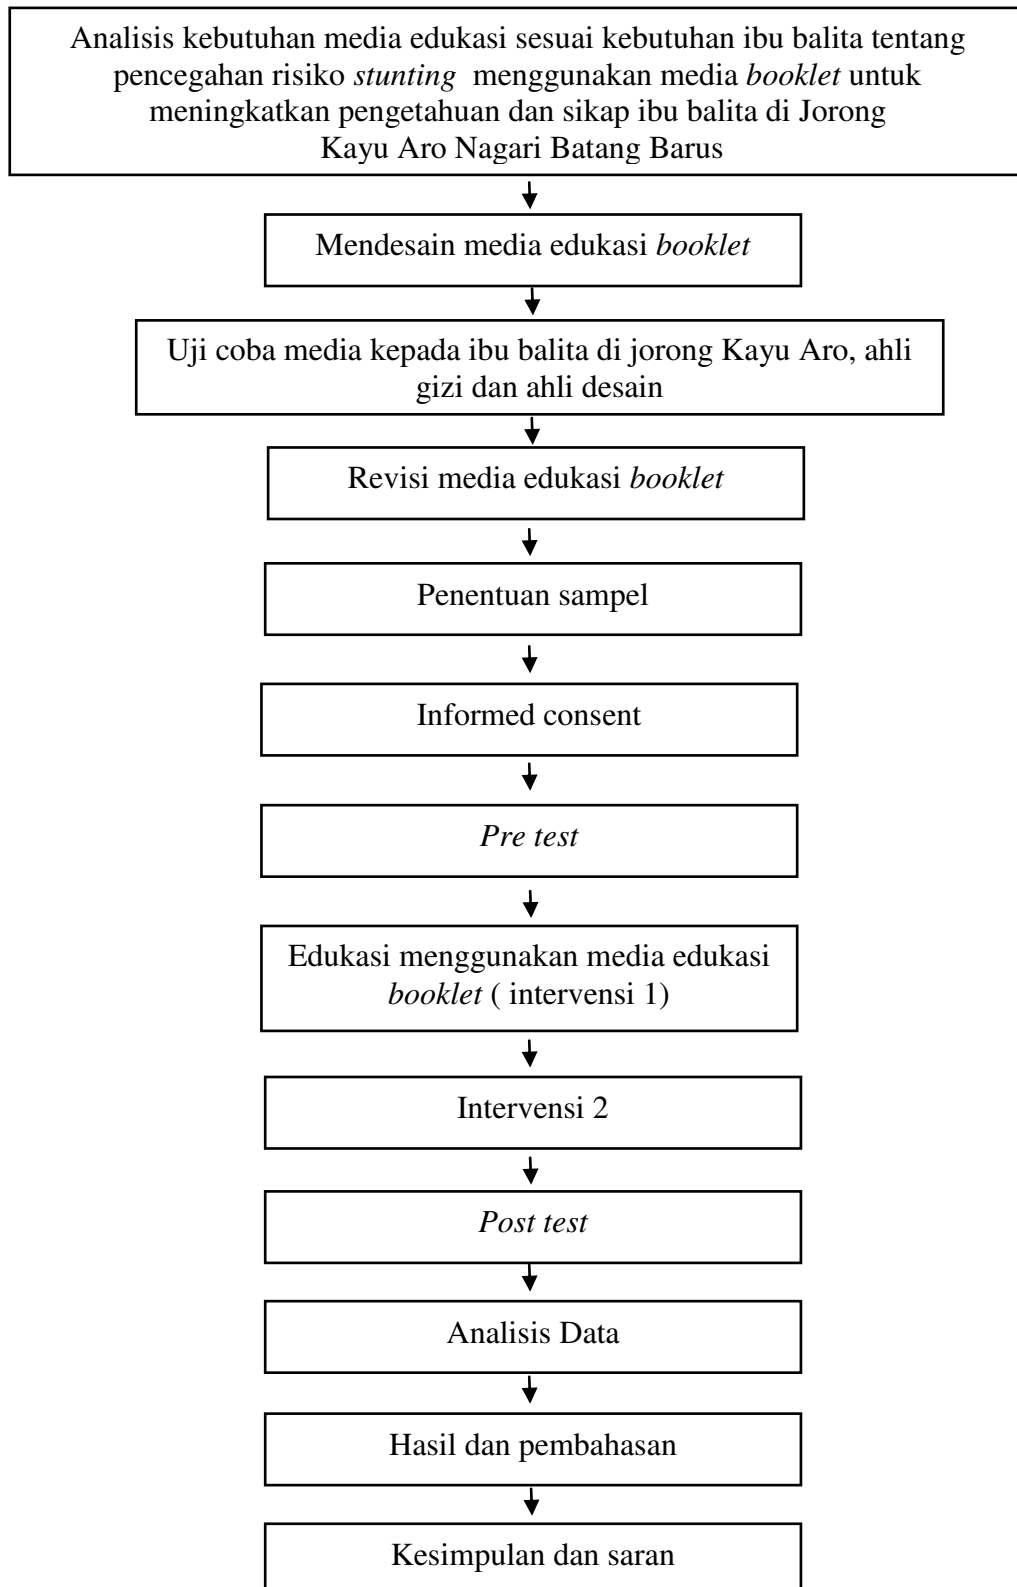 Analisis kebutuhan media edukasi sesuai kebutuhan ibu balita tentang
pencegahan risiko stunting menggunakan media booklet untuk
meningkatkan pengetahuan dan sikap ibu balita di Jorong
Kayu Aro Nagari Batang Barus
Mendesain media edukasi booklet
Uji coba media kepada ibu balita di jorong Kayu Aro, ahli
gizi dan ahli desain
Revisi media edukasi booklet
Penentuan sampel
Informed consent
Pre test
Edukasi menggunakan media edukasi
booklet ( intervensi 1)
Intervensi 2
Post test
Analisis Data
Hasil dan pembahasan
Kesimpulan dan saran